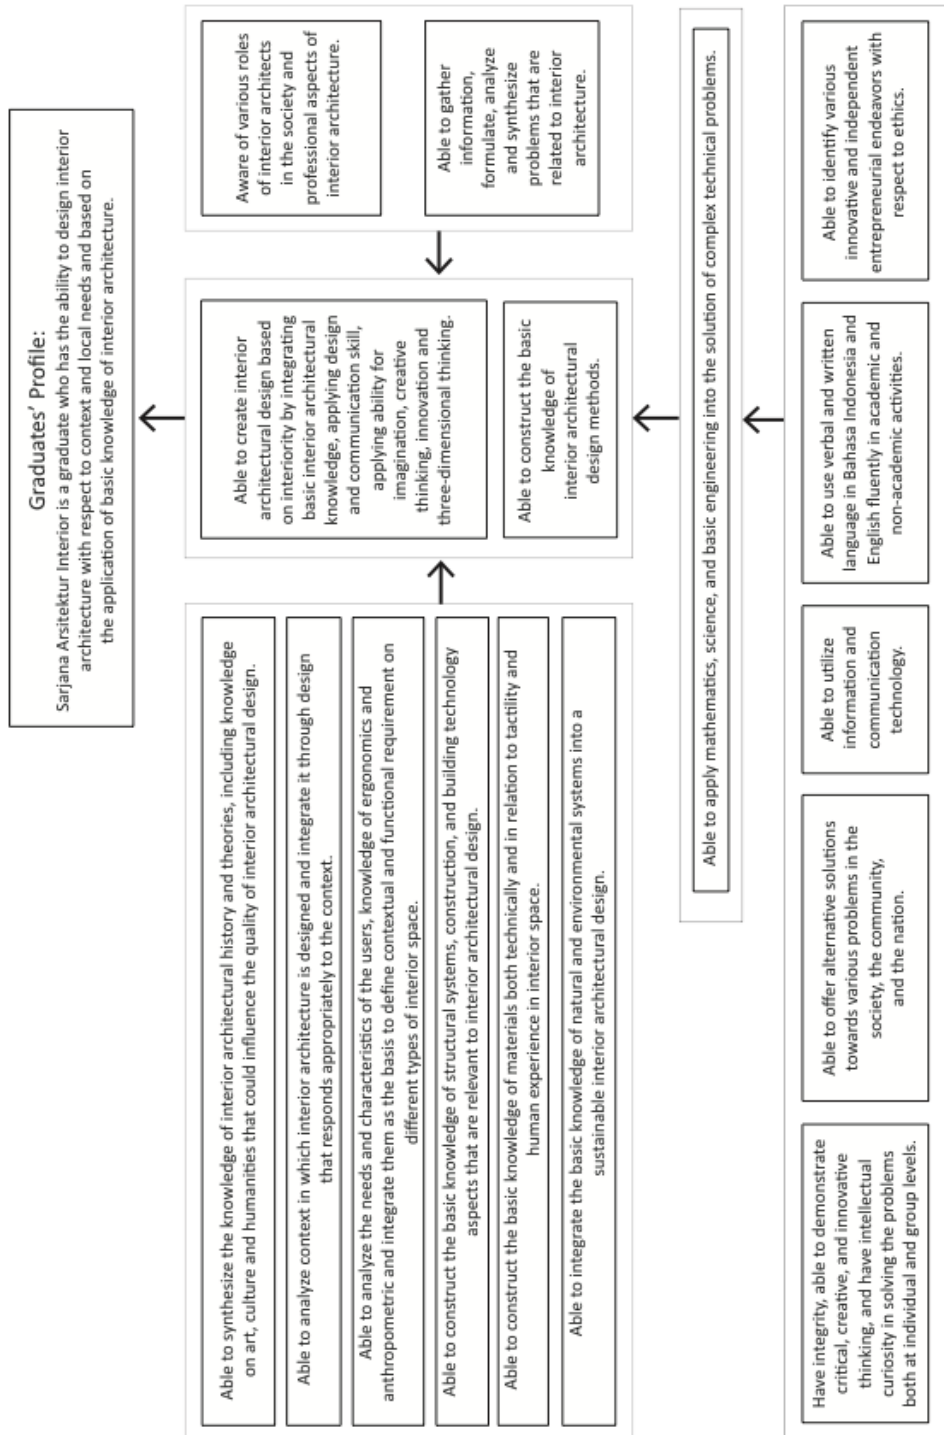 Graduates' Profile:
Sarjana Arsitektur Interior is a graduate who has the ability to design interior
architecture with respect to context and local needs and based on
the application of basic knowledge of interior architecture.
Able to synthesize the knowledge of interior architectural history and theories, including knowledge
on art, culture and humanities that could influence the quality of interior architectural design.
Able to analyze context in which interior architecture is designed and integrate it through design
that responds appropriately to the context.
Able to analyze the needs and characteristics of the users, knowledge of ergonomics and
anthropometric and integrate them as the basis to define contextual and functional requirement on
different types of interior space.
Able to construct the basic knowledge of structural systems, construction, and building technology
aspects that are relevant to interior architectural design.
Able to construct the basic knowledge of materials both technically and in relation to tactility and
human experience in interior space.
Able to integrate the basic knowledge of natural and environmental systems into a
sustainable interior architectural design.
Able to create interior
architectural design based
on interiority by integrating
basic interior architectural
knowledge, applying design
and communication skill,
applying ability for
imagination, creative
thinking, innovation and
three-dimensional thinking.
Able to construct the basic
knowledge of
interior architectural
design methods.
Aware of various roles
of interior architects
in the society and
professional aspects of
interior architecture.
Able to gather
information,
formulate, analyze
and synthesize
problems that are
related to interior
architecture.
Able to apply mathematics, science, and basic engineering into the solution of complex technical problems.
Have integrity, able to demonstrate
critical, creative, and innovative
thinking, and have intellectual
curiosity in solving the problems
both at individual and group levels.
Able to offer alternative solutions
towards various problems in the
society, the community,
and the nation.
Able to utilize
information and
communication
technology.
Able to use verbal and written
language in Bahasa Indonesia and
English fluently in academic and
non-academic activities.
Able to identify various
innovative and independent
entrepreneurial endeavors with
respect to ethics.